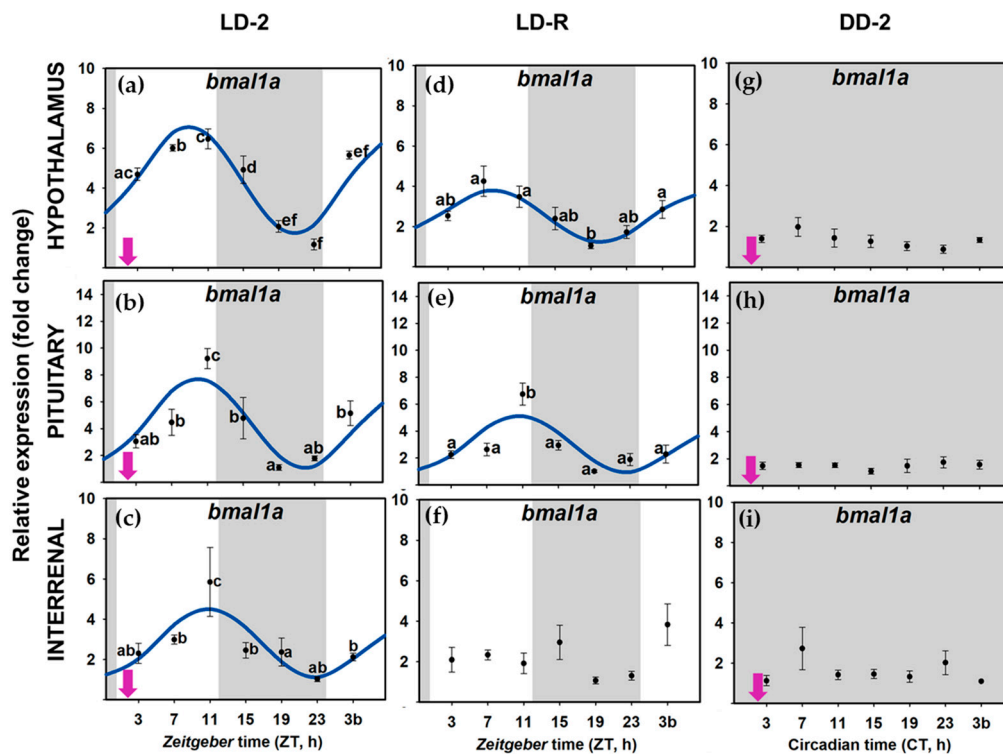 LD-2 LD-R DD-2
Relative expression (fold change)
HYPOTHALAMUS
(a) bmal1a
10
8
6
4
2
ac b c d ef f ef
(d) bmal1a
10
8
6
4
2
ab a a ab b ab a
(g) bmal1a
10
8
6
4
2
PITUITARY
(b) bmal1a
14
12
10
8
6
4
2
ab b c b a ab b
(e) bmal1a
14
12
10
8
6
4
2
a a b a a a a
(h) bmal1a
14
12
10
8
6
4
2
INTERRENAL
(c) bmal1a
10
8
6
4
2
ab b c b a ab b
3 7 11 15 19 23 3b
Zeitgeber time (ZT, h)
(f) bmal1a
10
8
6
4
2
3 7 11 15 19 23 3b
Zeitgeber time (ZT, h)
(i) bmal1a
10
8
6
4
2
3 7 11 15 19 23 3b
Circadian time (CT, h)